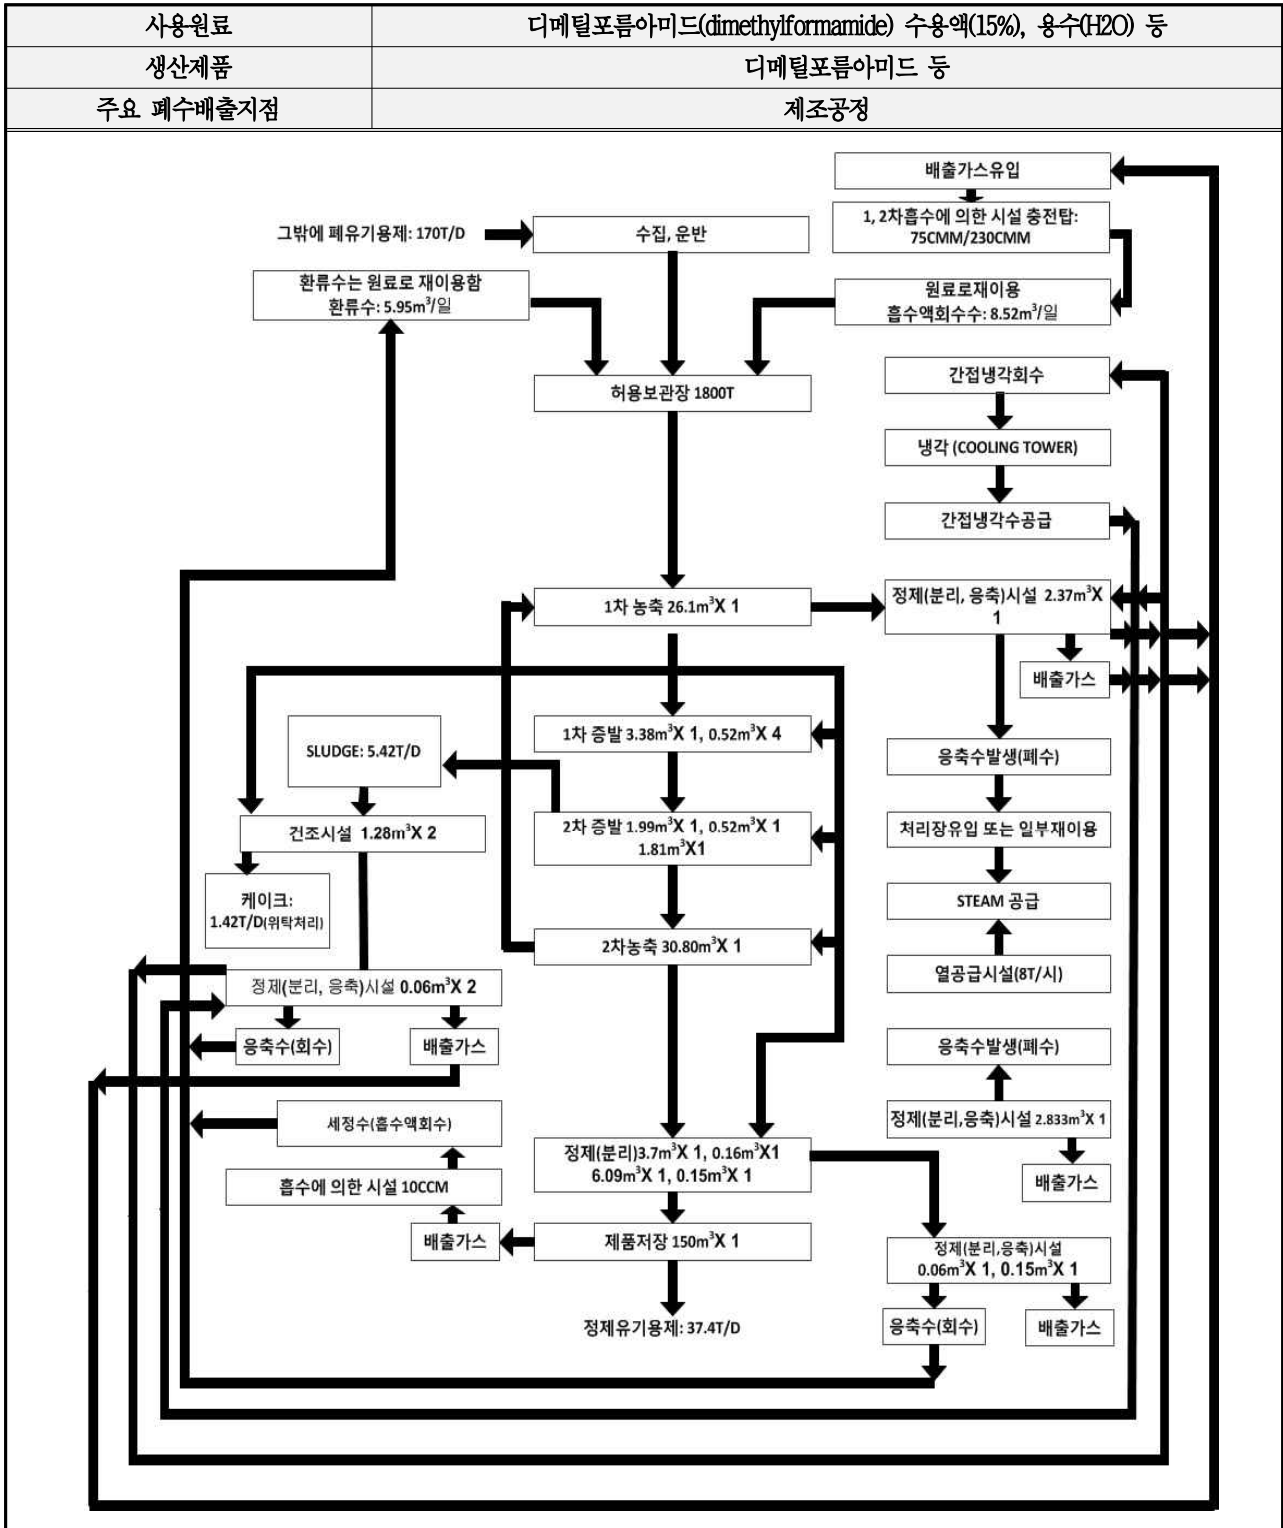 사용원료
디메틸포름아미드(dimethylformamide) 수용액(15%), 용수(H2O) 등
생산제품
디메틸포름아미드 등
주요 폐수배출지점
제조공정
배출가스유입
1, 2차흡수에 의한 시설 충전탑:
75CMM/230CMM
그밖에 폐유기용제: 170T/D
수집, 운반
환류수는 원료로 재이용함
환류수: 5.95m³/일
원료로재이용
흡수액회수수: 8.52m³/일
간접냉각회수
허용보관장 1800T
냉각 (COOLING TOWER)
간접냉각수공급
1차 농축 26.1m³X 1
정제(분리, 응축)시설 2.37m³X
1
배출가스
1차 증발 3.38m³X 1, 0.52m³X 4
SLUDGE: 5.42T/D
응축수발생(폐수)
건조시설 1.28m³X 2
2차 증발 1.99m³X 1, 0.52m³X 1
1.81m³X1
처리장유입 또는 일부재이용
케이크:
1.42T/D(위탁처리)
STEAM 공급
2차농축 30.80m³X 1
열공급시설(8T/시)
정제(분리, 응축)시설 0.06m³X 2
응축수(회수)
배출가스
응축수발생(폐수)
세정수(흡수액회수)
정제(분리,응축)시설 2.833m³X 1
정제(분리)3.7m³X 1, 0.16m³X1
6.09m³X 1, 0.15m³X 1
흡수에 의한 시설 10CCM
배출가스
배출가스
제품저장 150m³X 1
정제(분리,응축)시설
0.06m³X 1, 0.15m³X 1
정제유기용제: 37.4T/D
응축수(회수)
배출가스